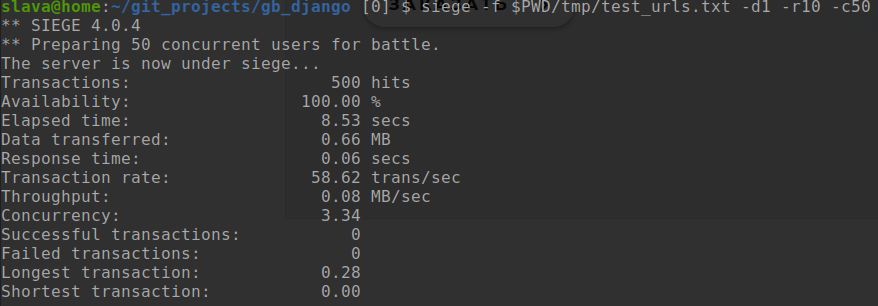 slava@home:~/git_projects/gb_django [0] $ siege -f $PWD/tmp/test_urls.txt -d1 -r10 -c50
** SIEGE 4.0.4
** Preparing 50 concurrent users for battle.
The server is now under siege...
Transactions: 500 hits
Availability: 100.00 %
Elapsed time: 8.53 secs
Data transferred: 0.66 MB
Response time: 0.06 secs
Transaction rate: 58.62 trans/sec
Throughput: 0.08 MB/sec
Concurrency: 3.34
Successful transactions: 0
Failed transactions: 0
Longest transaction: 0.28
Shortest transaction: 0.00